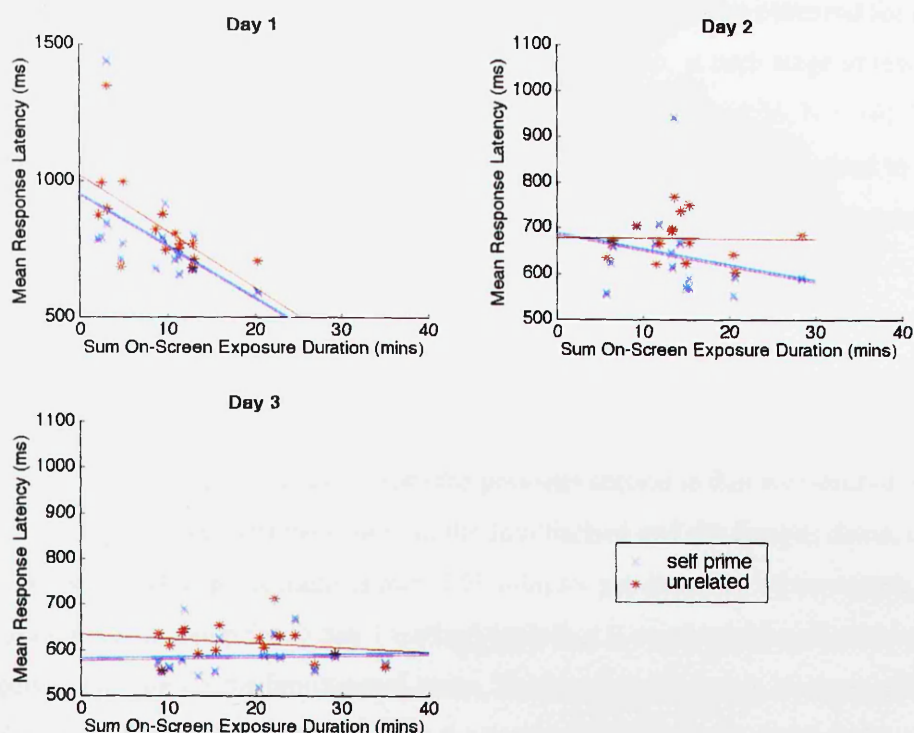 Day 1
1500
1000
500
Mean Response Latency (ms)
0 10 20 30 40
Sum On-Screen Exposure Duration (mins)
Day 2
1100
1000
900
800
700
600
500
Mean Response Latency (ms)
0 10 20 30 40
Sum On-Screen Exposure Duration (mins)
Day 3
1100
1000
900
800
700
600
500
Mean Response Latency (ms)
0 10 20 30 40
Sum On-Screen Exposure Duration (mins)
self prime
unrelated